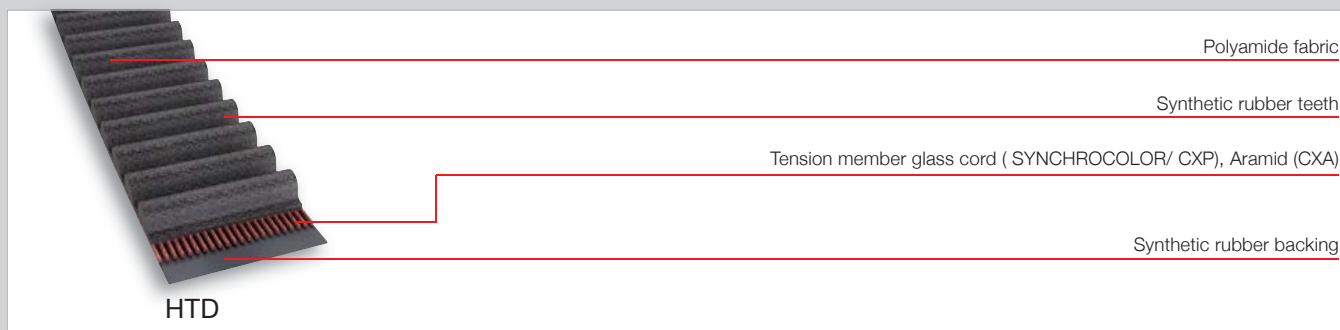 Polyamide fabric
Synthetic rubber teeth
Tension member glass cord ( SYNCHROCOLOR/ CXP), Aramid (CXA)
Synthetic rubber backing
HTD